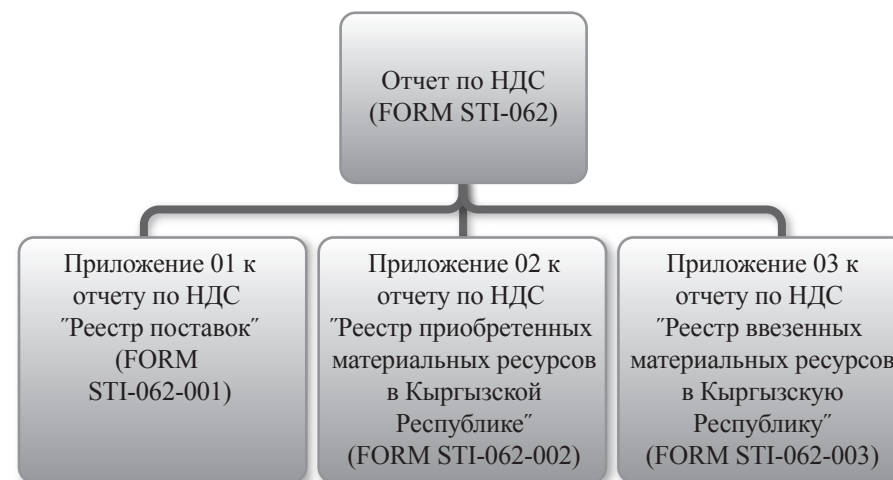 Отчет по НДС
(FORM STI-062)
Приложение 01 к
отчету по НДС
˝Реестр поставок˝
(FORM
STI-062-001)
Приложение 02 к
отчету по НДС
˝Реестр приобретенных
материальных ресурсов
в Кыргызской
Республике˝
(FORM STI-062-002)
Приложение 03 к
отчету по НДС
˝Реестр ввезенных
материальных ресурсов
в Кыргызскую
Республику˝
(FORM STI-062-003)